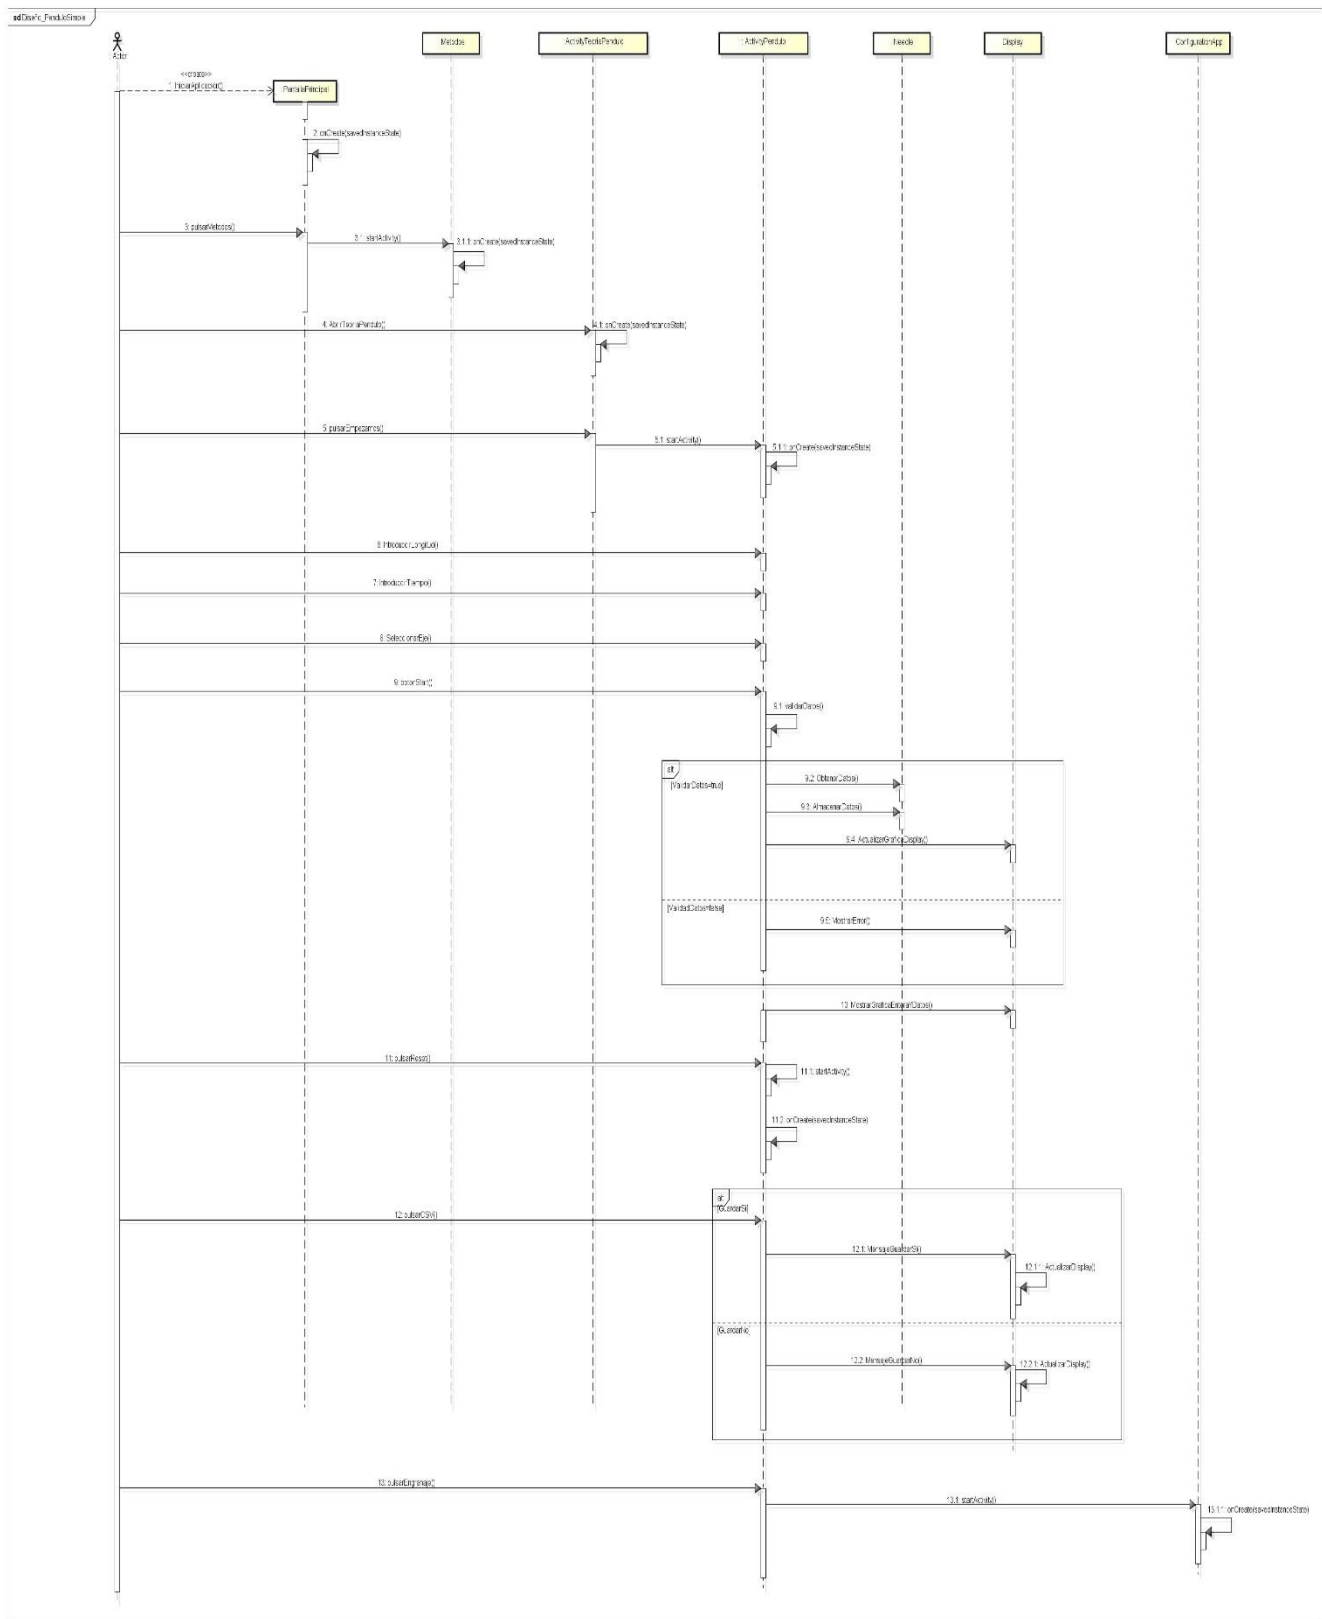 sd Diseño_PenduloSimple
Actor
Metodos
ActivityTeoriaPendulo
: ActivityPendulo
Needle
Display
ConfigurationApp
<<create>>
1: IniciarAplicacion()
PantallaPrincipal
2: onCreate(savedInstanceState)
3: pulsarMetodos()
3.1: startActivity()
3.1.1: onCreate(savedInstanceState)
4: AbrirTeoriaPendulo()
4.1: onCreate(savedInstanceState)
5: pulsarEmpezamos()
5.1: startActivity()
5.1.1: onCreate(savedInstanceState)
6: IntroducirLongitud()
7: IntroducirTiempo()
8: SeleccionarEje()
9: botonStart()
9.1: validarDatos()
alt
[ValidarDatos=true]
9.2: ObtenerDatos()
9.3: AlmacenarDatos()
9.4: ActualizarGraficaDisplay()
[ValidadDatos=false]
9.5: MostrarError()
10: MostrarGraficaEnteraYDatos()
11: pulsarReset()
11.1: startActivity()
11.2: onCreate(savedInstanceState)
alt
[GuardarSi]
12: pulsarCSV()
12.1: MensajeGuardarSi()
12.1.1: ActualizarDisplay()
[GuardarNo]
12.2: MensajeGuardarNo()
12.2.1: ActualizarDisplay()
13: pulsarEngranaje()
13.1: startActivity()
13.1.1: onCreate(savedInstanceState)